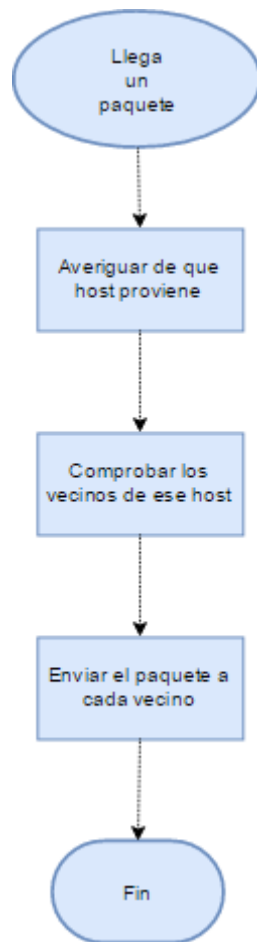 Llega
un
paquete
Averiguar de que
host proviene
Comprobar los
vecinos de ese host
Enviar el paquete a
cada vecino
Fin